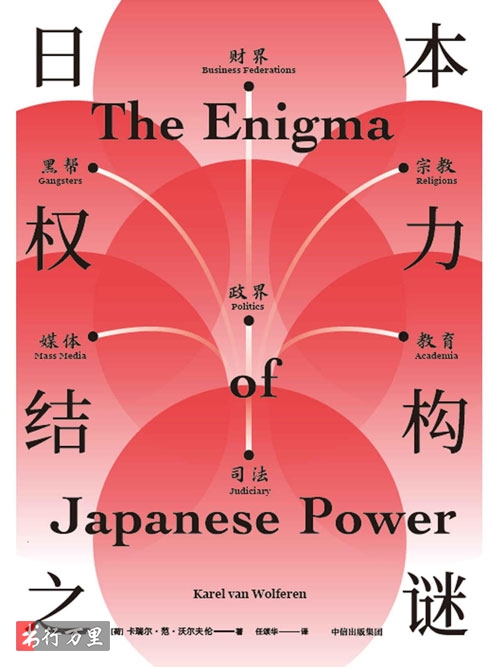 日本
财界
Business Federations
The Enigma
黑帮
Gangsters
宗教
Religions
权力
政界
Politics
媒体
Mass Media
教育
Academia
of
结构
司法
Judiciary
Japanese Power
Karel van Wolferen
之谜
[荷] 卡瑞尔·范·沃尔夫伦——著 任颂华——译 中信出版集团
书行万里